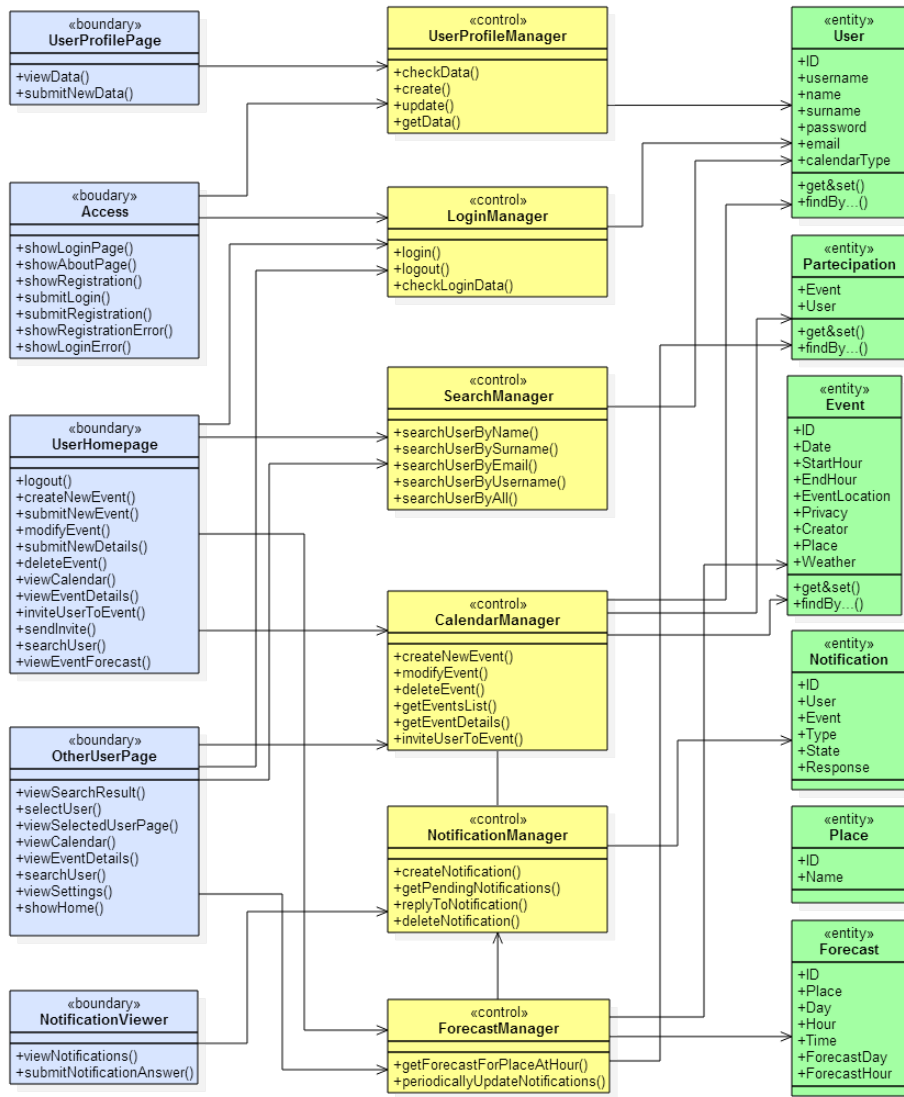 «boundary»
UserProfilePage
+viewData()
+submitNewData()
«boudary»
Access
+showLoginPage()
+showAboutPage()
+showRegistration()
+submitLogin()
+submitRegistration()
+showRegistrationError()
+showLoginError()
«boundary»
UserHomepage
+logout()
+createNewEvent()
+submitNewEvent()
+modifyEvent()
+submitNewDetails()
+deleteEvent()
+viewCalendar()
+viewEventDetails()
+inviteUserToEvent()
+sendInvite()
+searchUser()
+viewEventForecast()
«boundary»
OtherUserPage
+viewSearchResult()
+selectUser()
+viewSelectedUserPage()
+viewCalendar()
+viewEventDetails()
+searchUser()
+viewSettings()
+showHome()
«boundary»
NotificationViewer
+viewNotifications()
+submitNotificationAnswer()
«control»
UserProfileManager
+checkData()
+create()
+update()
+getData()
«control»
LoginManager
+login()
+logout()
+checkLoginData()
«control»
SearchManager
+searchUserByName()
+searchUserBySurname()
+searchUserByEmail()
+searchUserByUsername()
+searchUserByAll()
«control»
CalendarManager
+createNewEvent()
+modifyEvent()
+deleteEvent()
+getEventsList()
+getEventDetails()
+inviteUserToEvent()
«control»
NotificationManager
+createNotification()
+getPendingNotifications()
+replyToNotification()
+deleteNotification()
«control»
ForecastManager
+getForecastForPlaceAtHour()
+periodicallyUpdateNotifications()
«entity»
User
+ID
+username
+name
+surname
+password
+email
+calendarType
+get&set()
+findBy...()
«entity»
Partecipation
+Event
+User
+get&set()
+findBy...()
«entity»
Event
+ID
+Date
+StartHour
+EndHour
+EventLocation
+Privacy
+Creator
+Place
+Weather
+get&set()
+findBy...()
«entity»
Notification
+ID
+User
+Event
+Type
+State
+Response
«entity»
Place
+ID
+Name
«entity»
Forecast
+ID
+Place
+Day
+Hour
+Time
+ForecastDay
+ForecastHour